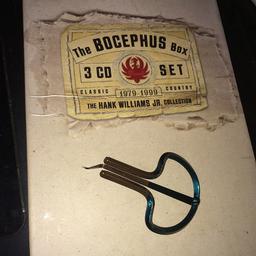 The BOCEPHUS Box
3 CD SET
CLASSIC COUNTRY
1979-1999
THE HANK WILLIAMS JR. COLLECTION